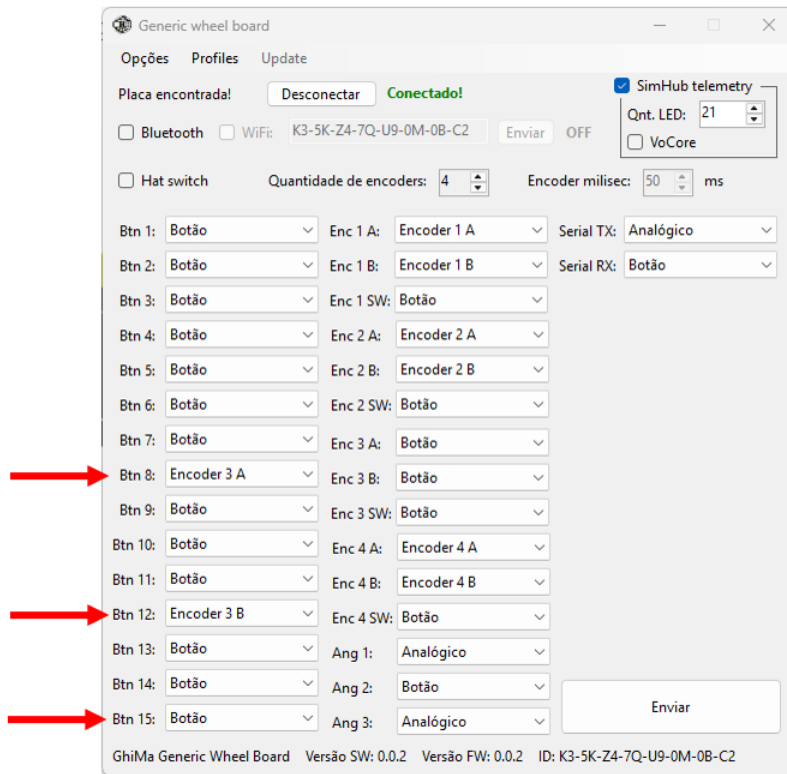 Generic wheel board
Opções Profiles Update
Placa encontrada! Desconectar Conectado! SimHub telemetry
Qnt. LED: 21
Bluetooth WiFi: K3-5K-Z4-7Q-U9-0M-0B-C2 Enviar OFF
VoCore
Hat switch Quantidade de encoders: 4 Encoder milisec: 50 ms
Btn 1: Botão Enc 1 A: Encoder 1 A Serial TX: Analógico
Btn 2: Botão Enc 1 B: Encoder 1 B Serial RX: Botão
Btn 3: Botão Enc 1 SW: Botão
Btn 4: Botão Enc 2 A: Encoder 2 A
Btn 5: Botão Enc 2 B: Encoder 2 B
Btn 6: Botão Enc 2 SW: Botão
Btn 7: Botão Enc 3 A: Botão
Btn 8: Encoder 3 A Enc 3 B: Botão
Btn 9: Botão Enc 3 SW: Botão
Btn 10: Botão Enc 4 A: Encoder 4 A
Btn 11: Botão Enc 4 B: Encoder 4 B
Btn 12: Encoder 3 B Enc 4 SW: Botão
Btn 13: Botão Ang 1: Analógico
Btn 14: Botão Ang 2: Botão
Btn 15: Botão Ang 3: Analógico
Enviar
GhiMa Generic Wheel Board Versão SW: 0.0.2 Versão FW: 0.0.2 ID: K3-5K-Z4-7Q-U9-0M-0B-C2